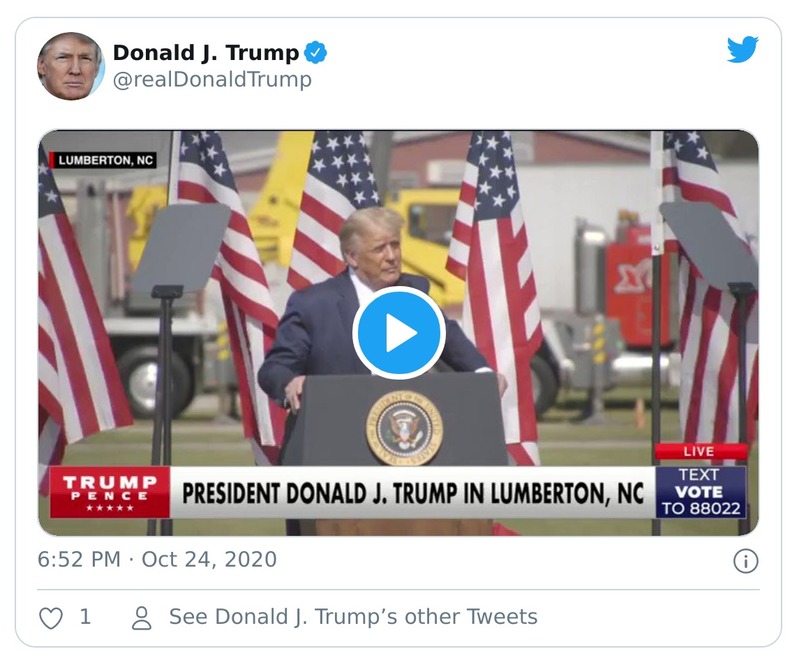 Donald J. Trump
@realDonaldTrump
LUMBERTON, NC
LIVE
TRUMP
PENCE
PRESIDENT DONALD J. TRUMP IN LUMBERTON, NC
TEXT
VOTE
TO 88022
6:52 PM · Oct 24, 2020
1
See Donald J. Trump’s other Tweets